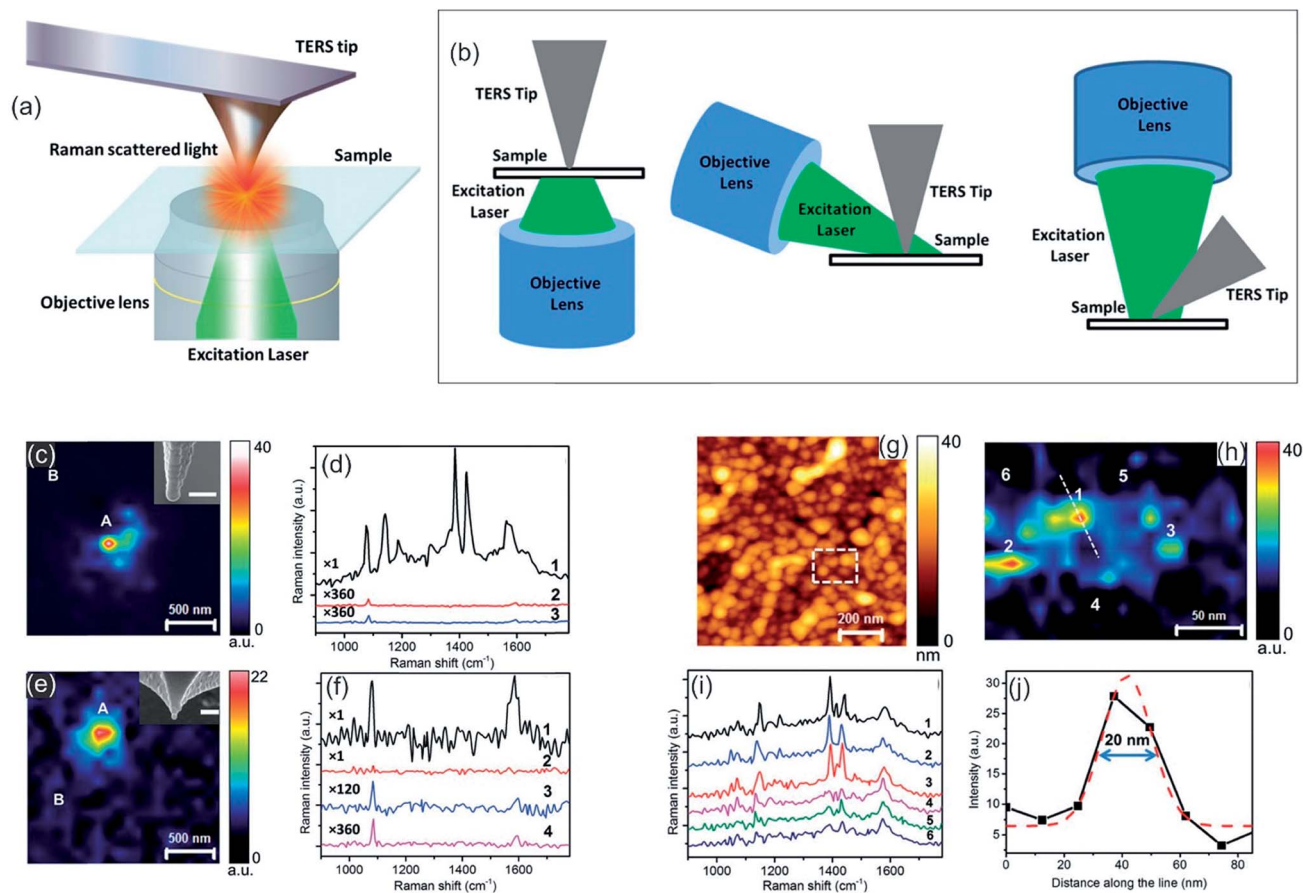 (a)
TERS tip
Raman scattered light
Sample
Objective lens
Excitation Laser
(b)
TERS Tip
Sample
Excitation
Laser
Objective
Lens
Objective
Lens
Excitation
Laser
TERS Tip
Sample
Objective
Lens
Excitation
Laser
Sample
TERS Tip
(c)
B
A
500 nm
40
0
a.u.
(d)
Raman intensity (a.u.)
×1
×360
×360
1
2
3
1000 1200 1400 1600
Raman shift (cm-1)
(e)
A
B
500 nm
22
0
a.u.
(f)
Raman intensity (a.u.)
×1
×1
×120
×360
1
2
3
4
1000 1200 1400 1600
Raman shift (cm-1)
(g)
200 nm
40
0
nm
(h)
6
5
1
2
3
4
50 nm
40
0
a.u.
(i)
Raman intensity (a.u.)
1
2
3
4
5
6
1000 1200 1400 1600
Raman shift (cm-1)
(j)
Raman intensity (a.u.)
30
25
20
15
10
5
20 nm
0 20 40 60 80
Distance along the line (nm)